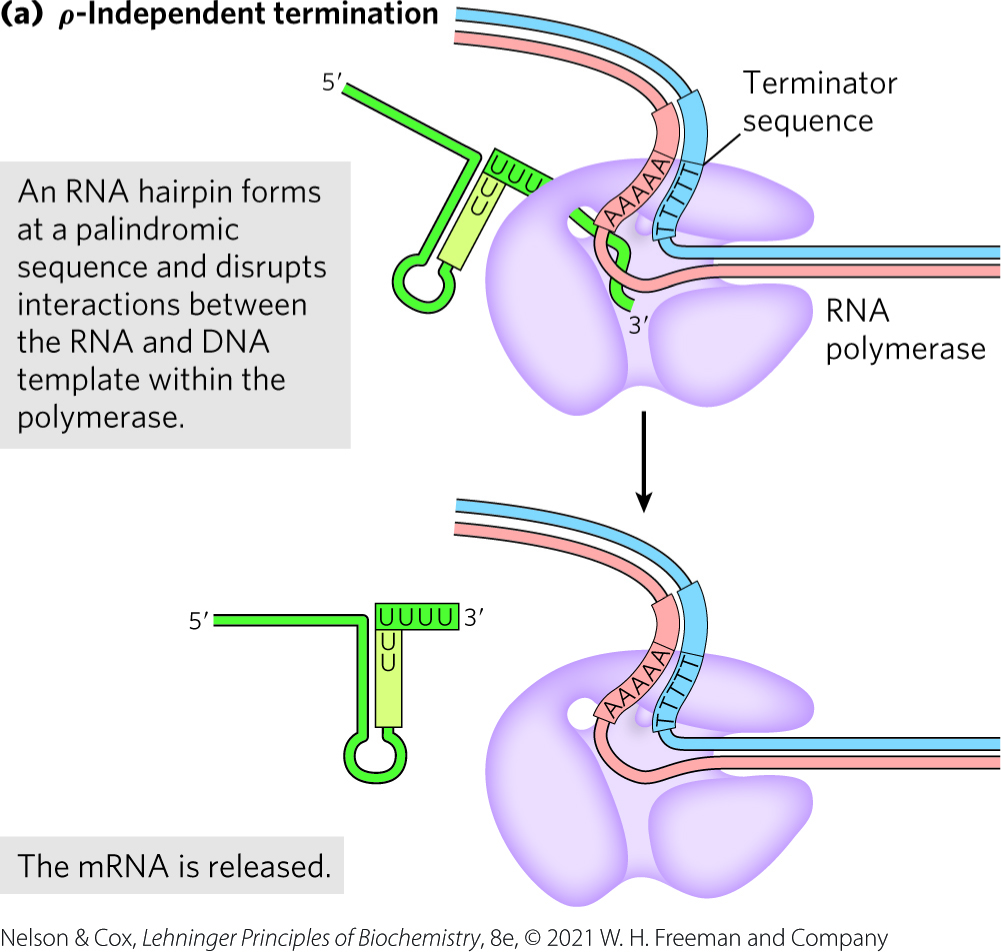 (a) ρ-Independent termination
5′
Terminator
sequence
UUU
UU
AAAAA
TTTTT
An RNA hairpin forms
at a palindromic
sequence and disrupts
interactions between
the RNA and DNA
template within the
polymerase.
3′
RNA
polymerase
5′
UUUU
3′
UU
AAAAA
TTTTT
The mRNA is released.
Nelson & Cox, Lehninger Principles of Biochemistry, 8e, © 2021 W. H. Freeman and Company